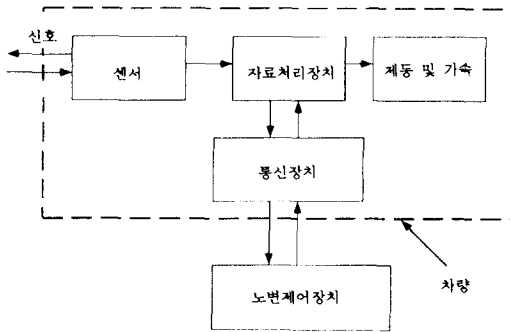 신호
센서
자료처리장치
제동 및 가속
통신장치
노변제어장치
차량